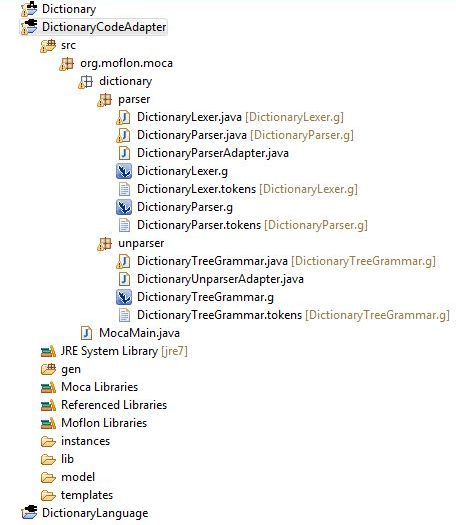 Dictionary
DictionaryCodeAdapter
src
org.moflon.moca
dictionary
parser
DictionaryLexer.java [DictionaryLexer.g]
DictionaryParser.java [DictionaryParser.g]
DictionaryParserAdapter.java
DictionaryLexer.g
DictionaryLexer.tokens [DictionaryLexer.g]
DictionaryParser.g
DictionaryParser.tokens [DictionaryParser.g]
unparser
DictionaryTreeGrammar.java [DictionaryTreeGrammar.g]
DictionaryUnparserAdapter.java
DictionaryTreeGrammar.g
DictionaryTreeGrammar.tokens [DictionaryTreeGrammar.g]
MocaMain.java
JRE System Library [jre7]
gen
Moca Libraries
Referenced Libraries
Moflon Libraries
instances
lib
model
templates
DictionaryLanguage